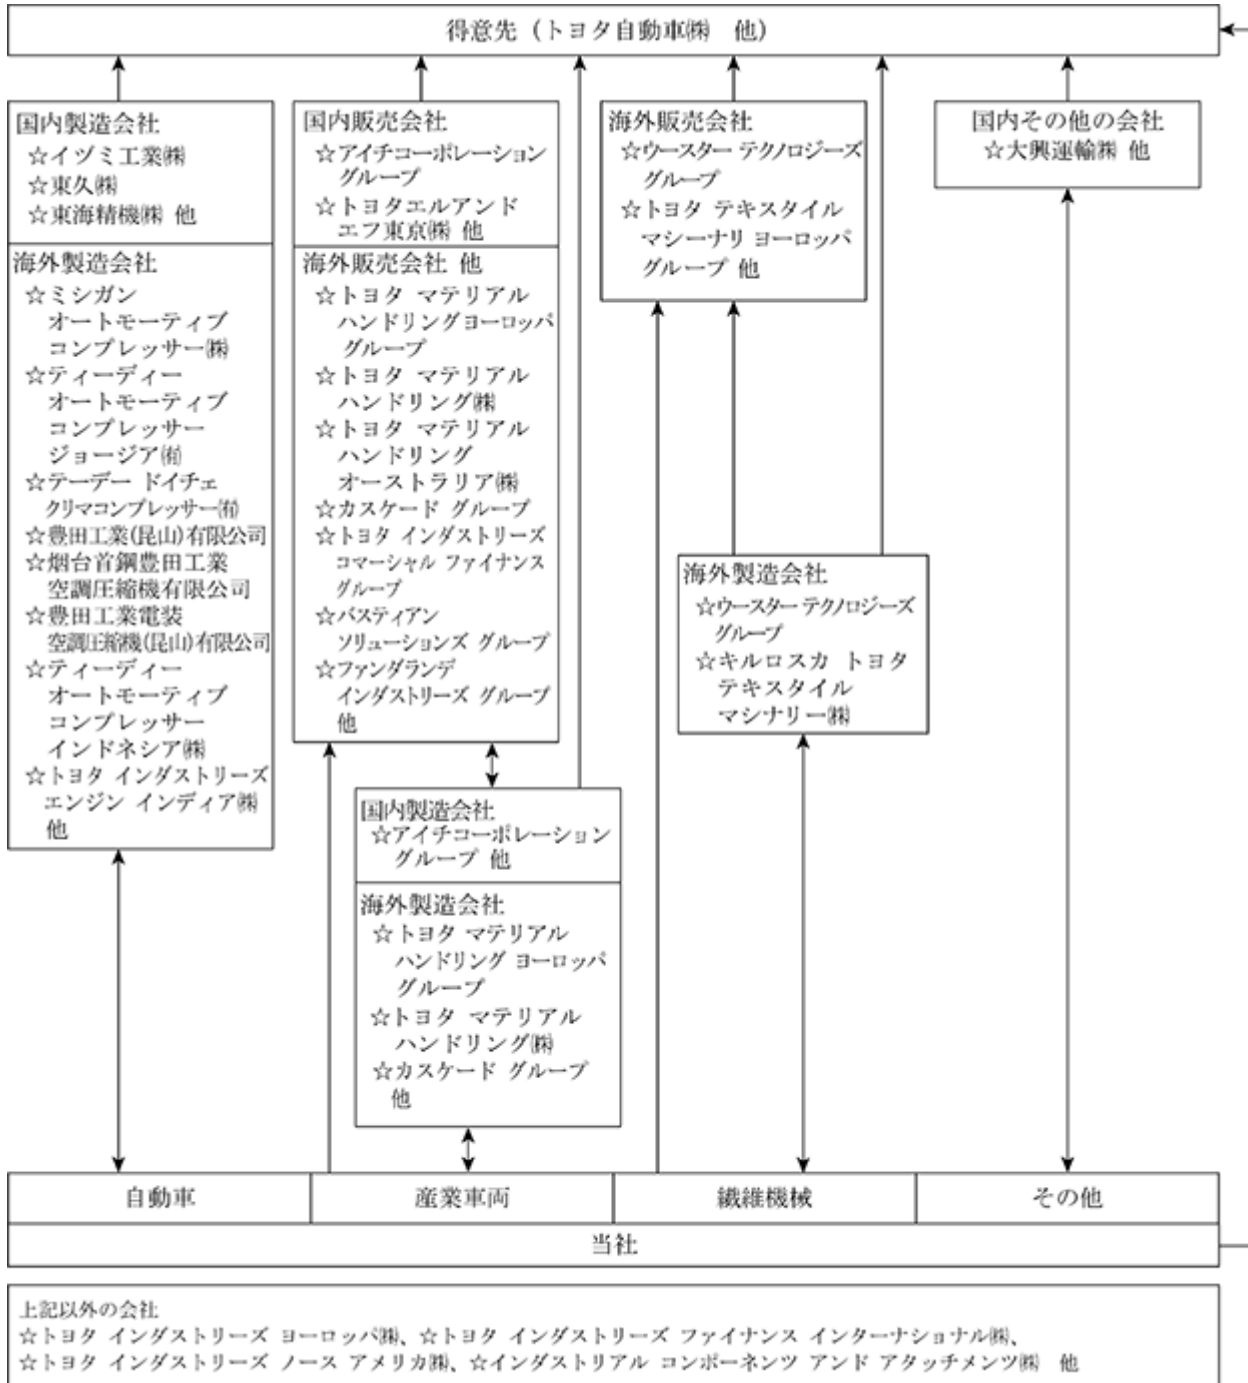 得意先（トヨタ自動車㈱　他）
国内製造会社
☆イヅミ工業㈱
☆東久㈱
☆東海精機㈱ 他
海外製造会社
☆ミシガン
オートモーティブ
コンプレッサー㈱
☆ティーディー
オートモーティブ
コンプレッサー
ジョージア㈲
☆テーデー ドイチェ
クリマコンプレッサー㈲
☆豊田工業(昆山)有限公司
☆烟台首鋼豊田工業
空調圧縮機有限公司
☆豊田工業電装
空調圧縮機(昆山)有限公司
☆ティーディー
オートモーティブ
コンプレッサー
インドネシア㈱
☆トヨタ インダストリーズ
エンジン インディア㈱
他
国内販売会社
☆アイチコーポレーション
グループ
☆トヨタエルアンド
エフ東京㈱ 他
海外販売会社 他
☆トヨタ マテリアル
ハンドリングヨーロッパ
グループ
☆トヨタ マテリアル
ハンドリング㈱
☆トヨタ マテリアル
ハンドリング
オーストラリア㈱
☆カスケード グループ
☆トヨタ インダストリーズ
コマーシャル ファイナンス
グループ
☆バスティアン
ソリューションズ グループ
☆ファンダランデ
インダストリーズ グループ
他
国内製造会社
☆アイチコーポレーション
グループ 他
海外製造会社
☆トヨタ マテリアル
ハンドリング ヨーロッパ
グループ
☆トヨタ マテリアル
ハンドリング㈱
☆カスケード グループ
他
海外販売会社
☆ウースター テクノロジーズ
グループ
☆トヨタ テキスタイル
マシーナリ ヨーロッパ
グループ 他
海外製造会社
☆ウースター テクノロジーズ
グループ
☆キルロスカ トヨタ
テキスタイル
マシナリー㈱
国内その他の会社
☆大興運輸㈱ 他
自動車
産業車両
繊維機械
その他
当社
上記以外の会社
☆トヨタ インダストリーズ ヨーロッパ㈱、☆トヨタ インダストリーズ ファイナンス インターナショナル㈱、
☆トヨタ インダストリーズ ノース アメリカ㈱、☆インダストリアル コンポーネンツ アンド アタッチメンツ㈱　他